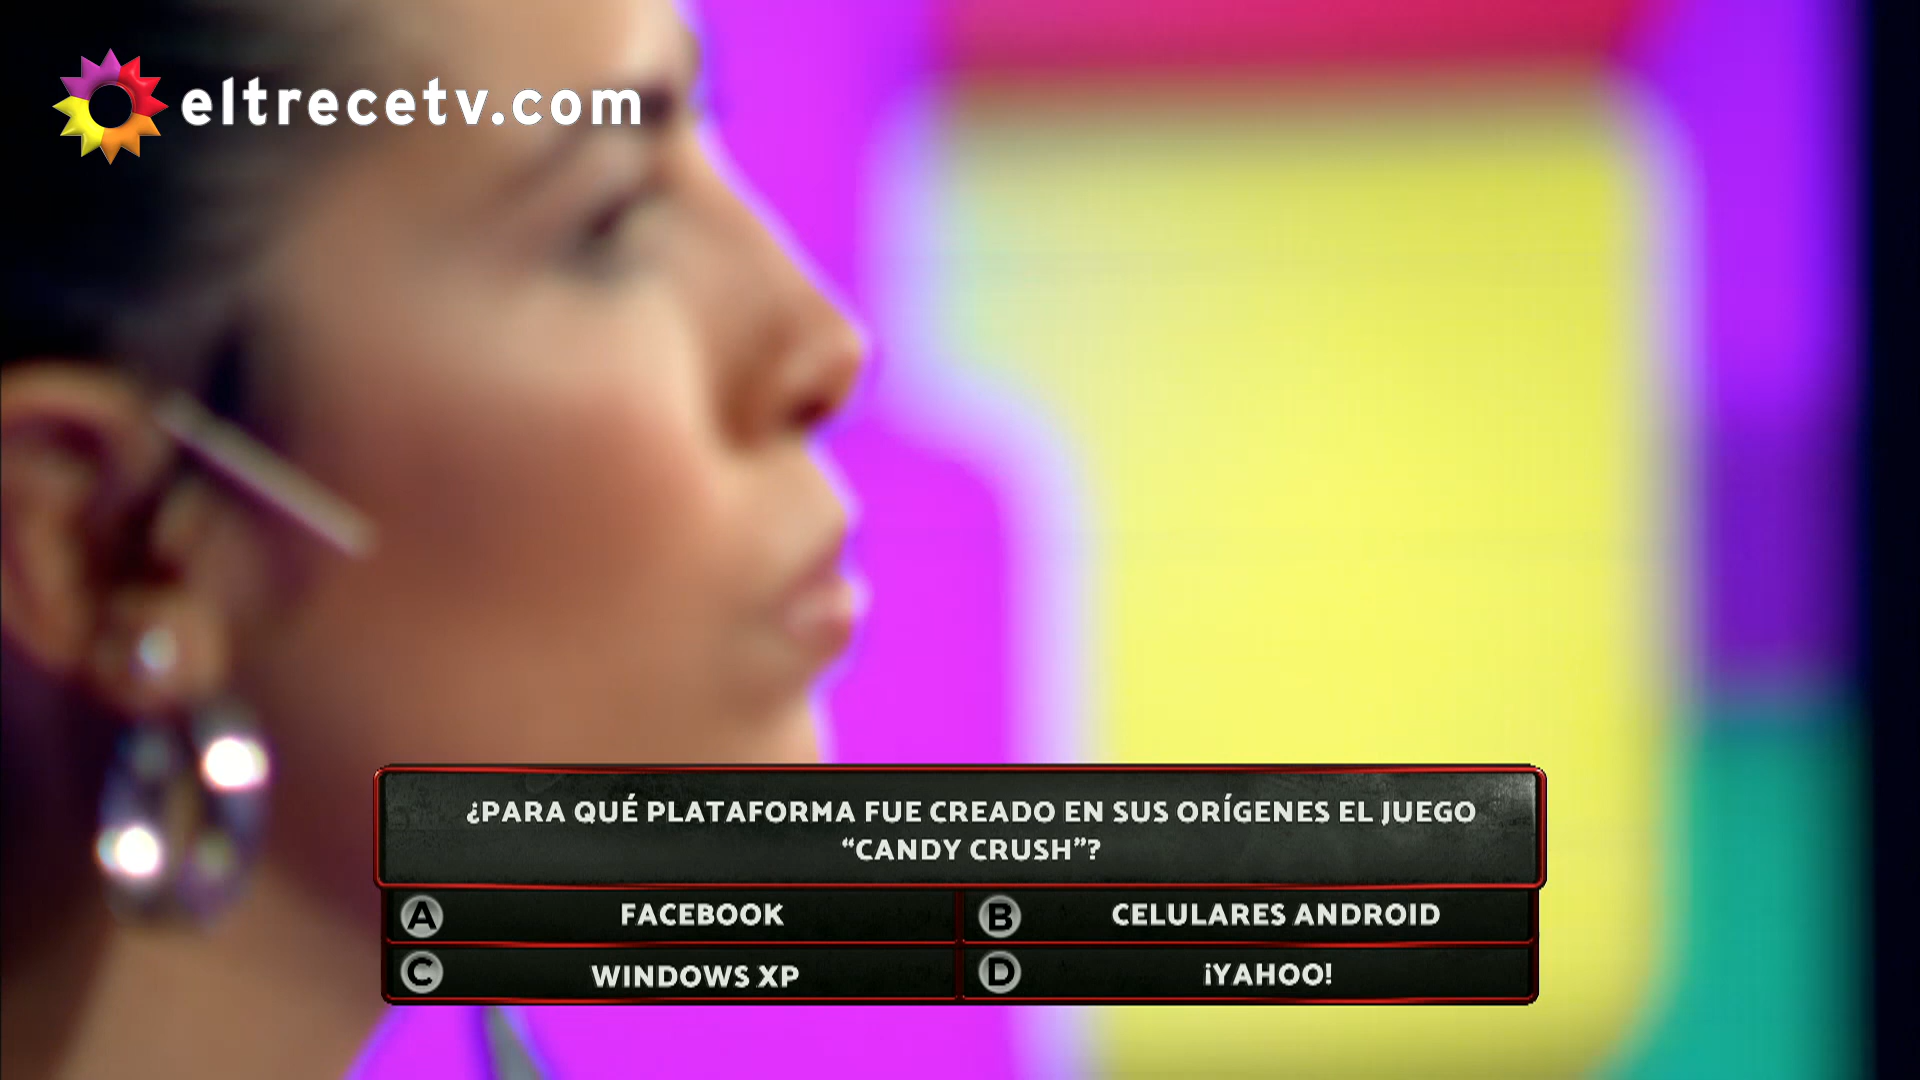 eltrecetv.com
¿PARA QUÉ PLATAFORMA FUE CREADO EN SUS ORÍGENES EL JUEGO
“CANDY CRUSH”?
A FACEBOOK
B CELULARES ANDROID
C WINDOWS XP
D ¡YAHOO!